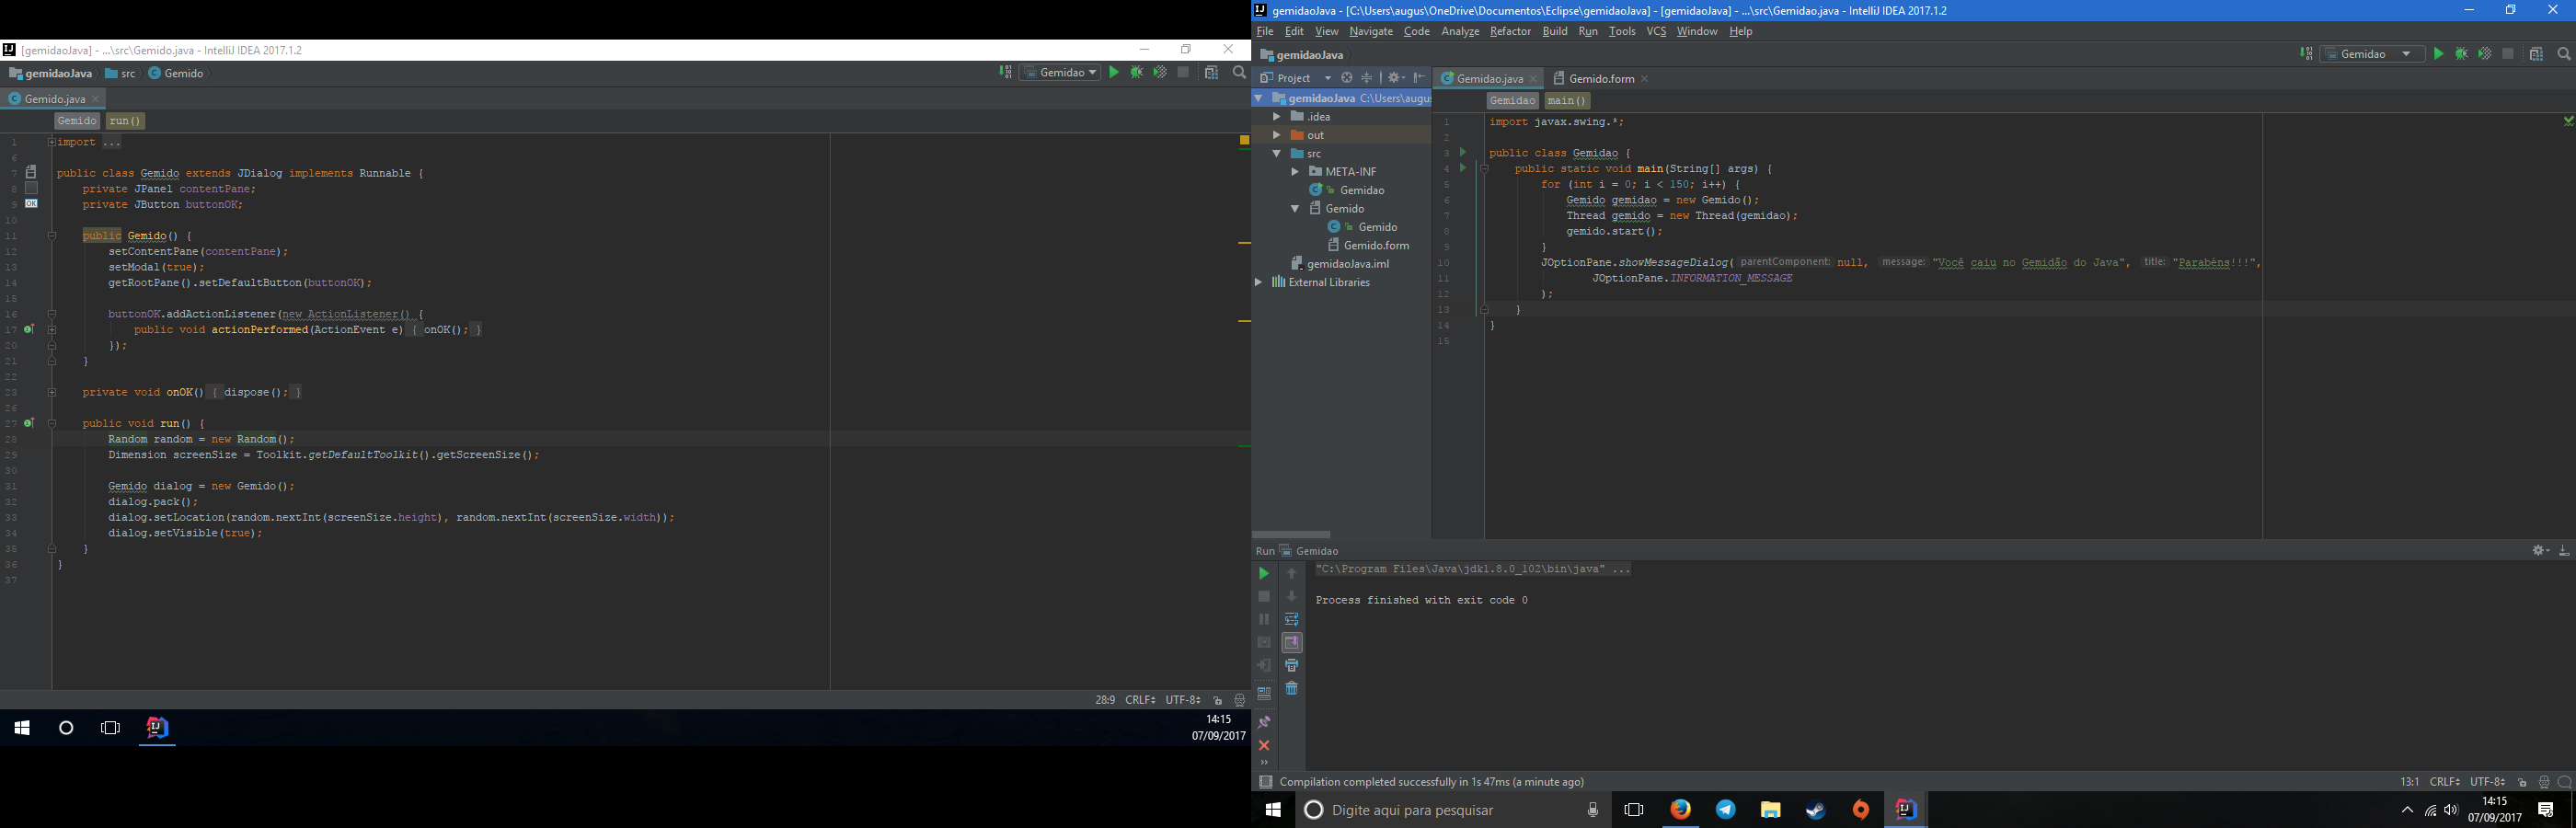 [gemidaoJava] - ...\src\Gemido.java - IntelliJ IDEA 2017.1.2
gemidaoJava src Gemido
Gemidao
Gemido.java
Gemido run()
1 import ...
6
7 public class Gemido extends JDialog implements Runnable {
8 private JPanel contentPane;
9 private JButton buttonOK;
10
11 public Gemido() {
12 setContentPane(contentPane);
13 setModal(true);
14 getRootPane().setDefaultButton(buttonOK);
15
16 buttonOK.addActionListener(new ActionListener() {
17 public void actionPerformed(ActionEvent e) { onOK(); }
20 });
21 }
22
23 private void onOK() { dispose(); }
26
27 public void run() {
28 Random random = new Random();
29 Dimension screenSize = Toolkit.getDefaultToolkit().getScreenSize();
30
31 Gemido dialog = new Gemido();
32 dialog.pack();
33 dialog.setLocation(random.nextInt(screenSize.height), random.nextInt(screenSize.width));
34 dialog.setVisible(true);
35 }
36 }
37
28:9 CRLF UTF-8
14:15
07/09/2017
gemidaoJava - [C:\Users\augus\OneDrive\Documentos\Eclipse\gemidaoJava] - [gemidaoJava] - ...\src\Gemidao.java - IntelliJ IDEA 2017.1.2
File Edit View Navigate Code Analyze Refactor Build Run Tools VCS Window Help
gemidaoJava
Gemidao
Project
gemidaoJava C:\Users\augus
.idea
out
src
META-INF
Gemidao
Gemido
Gemido
Gemido.form
gemidaoJava.iml
External Libraries
Gemidao.java Gemido.form
Gemidao main()
1 import javax.swing.*;
2
3 public class Gemidao {
4 public static void main(String[] args) {
5 for (int i = 0; i < 150; i++) {
6 Gemido gemidao = new Gemido();
7 Thread gemido = new Thread(gemidao);
8 gemido.start();
9 }
10 JOptionPane.showMessageDialog( parentComponent: null, message: "Você caiu no Gemidão do Java", title: "Parabéns!!!",
11 JOptionPane.INFORMATION_MESSAGE
12 );
13 }
14 }
15
Run Gemidao
"C:\Program Files\Java\jdk1.8.0_102\bin\java" ...
Process finished with exit code 0
Compilation completed successfully in 1s 47ms (a minute ago)
13:1 CRLF UTF-8
Digite aqui para pesquisar
14:15
07/09/2017